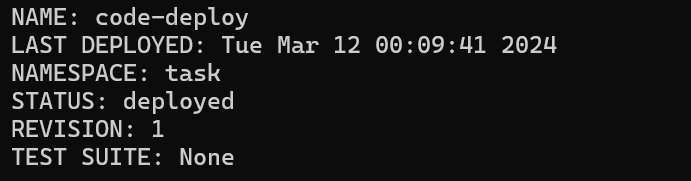 NAME: code-deploy
LAST DEPLOYED: Tue Mar 12 00:09:41 2024
NAMESPACE: task
STATUS: deployed
REVISION: 1
TEST SUITE: None